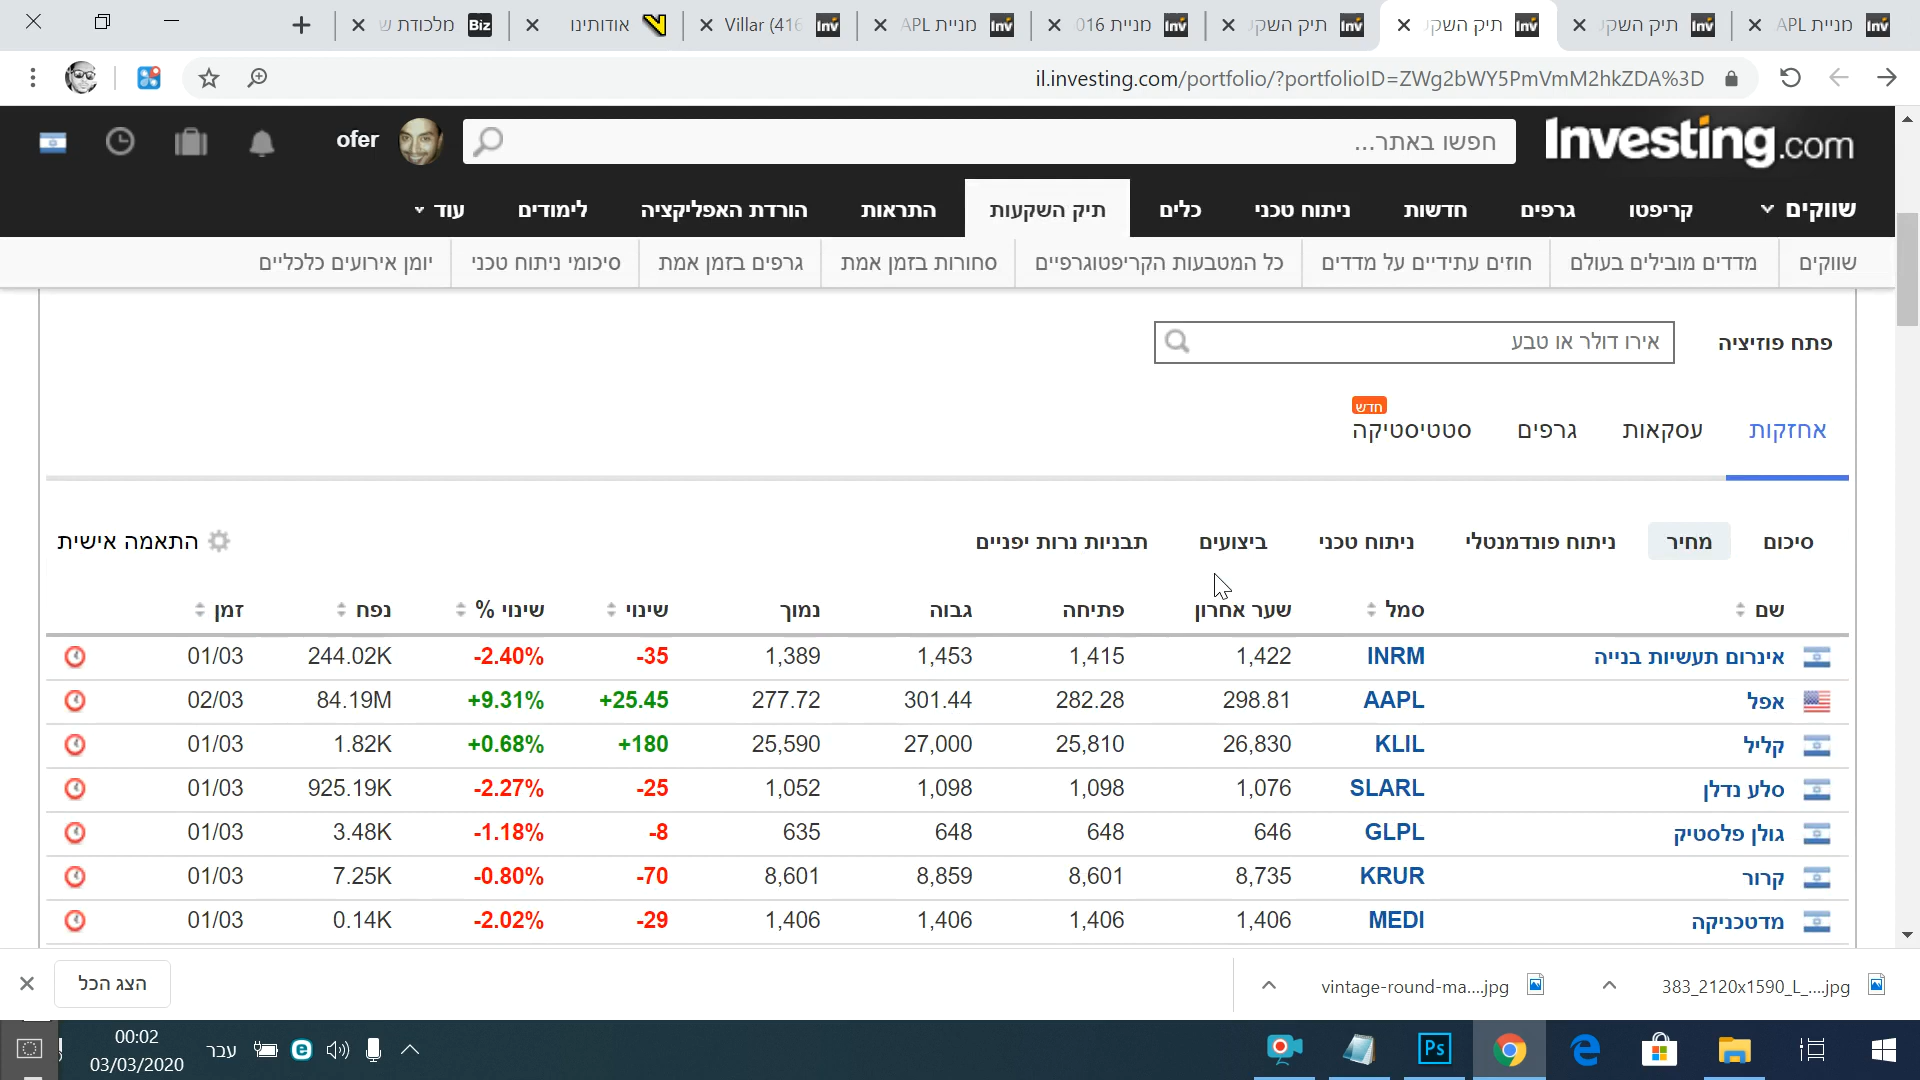 מניית APL
תיק השקע
תיק השקע
תיק השקע
מניית 016
מניית APL
Villar (416
אודותינו
מלכודת ש
il.investing.com/portfolio/?portfolioID=ZWg2bWY5PmVmM2hkZDA%3D
Investing.com
חפשו באתר...
ofer
שווקים
קריפטו
גרפים
חדשות
ניתוח טכני
כלים
תיק השקעות
התראות
הורדת האפליקציה
לימודים
עוד
שווקים
מדדים מובילים בעולם
חוזים עתידיים על מדדים
כל המטבעות הקריפטוגרפיים
סחורות בזמן אמת
גרפים בזמן אמת
סיכומי ניתוח טכני
יומן אירועים כלכליים
פתח פוזיציה
אירו דולר או טבע
חדש
אחזקות
עסקאות
גרפים
סטטיסטיקה
סיכום
מחיר
ניתוח פונדמנטלי
ניתוח טכני
ביצועים
תבניות נרות יפניים
התאמה אישית
שם סמל שער אחרון פתיחה גבוה נמוך שינוי שינוי % נפח זמן
אינרום תעשיות בנייה INRM 1,422 1,415 1,453 1,389 -35 -2.40% 244.02K 01/03
אפל AAPL 298.81 282.28 301.44 277.72 +25.45 +9.31% 84.19M 02/03
קליל KLIL 26,830 25,810 27,000 25,590 +180 +0.68% 1.82K 01/03
סלע נדלן SLARL 1,076 1,098 1,098 1,052 -25 -2.27% 925.19K 01/03
גולן פלסטיק GLPL 646 648 648 635 -8 -1.18% 3.48K 01/03
קרור KRUR 8,735 8,601 8,859 8,601 -70 -0.80% 7.25K 01/03
מדטכניקה MEDI 1,406 1,406 1,406 1,406 -29 -2.02% 0.14K 01/03
383_2120x1590_L_....jpg
vintage-round-ma....jpg
הצג הכל
Ps
עבר
00:02
03/03/2020